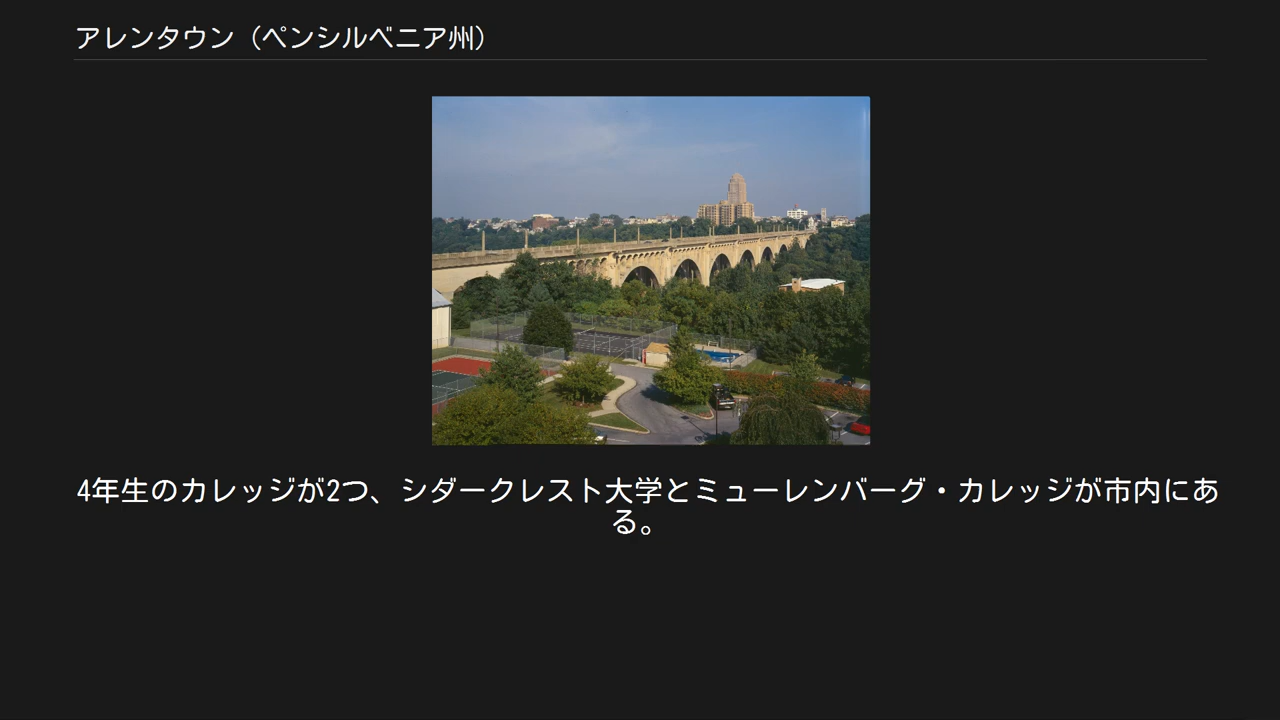 アレンタウン（ペンシルベニア州）
4年生のカレッジが2つ、シダークレスト大学とミューレンバーグ・カレッジが市内にあ
る。